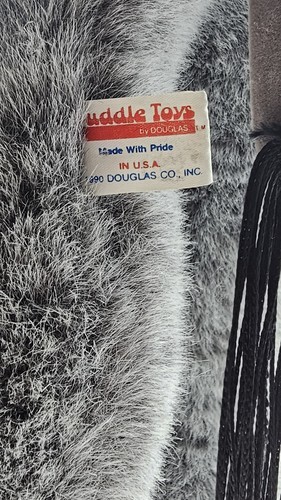 uddle Toys
by DOUGLAS TM
Made With Pride
IN U.S.A.
990 DOUGLAS CO., INC